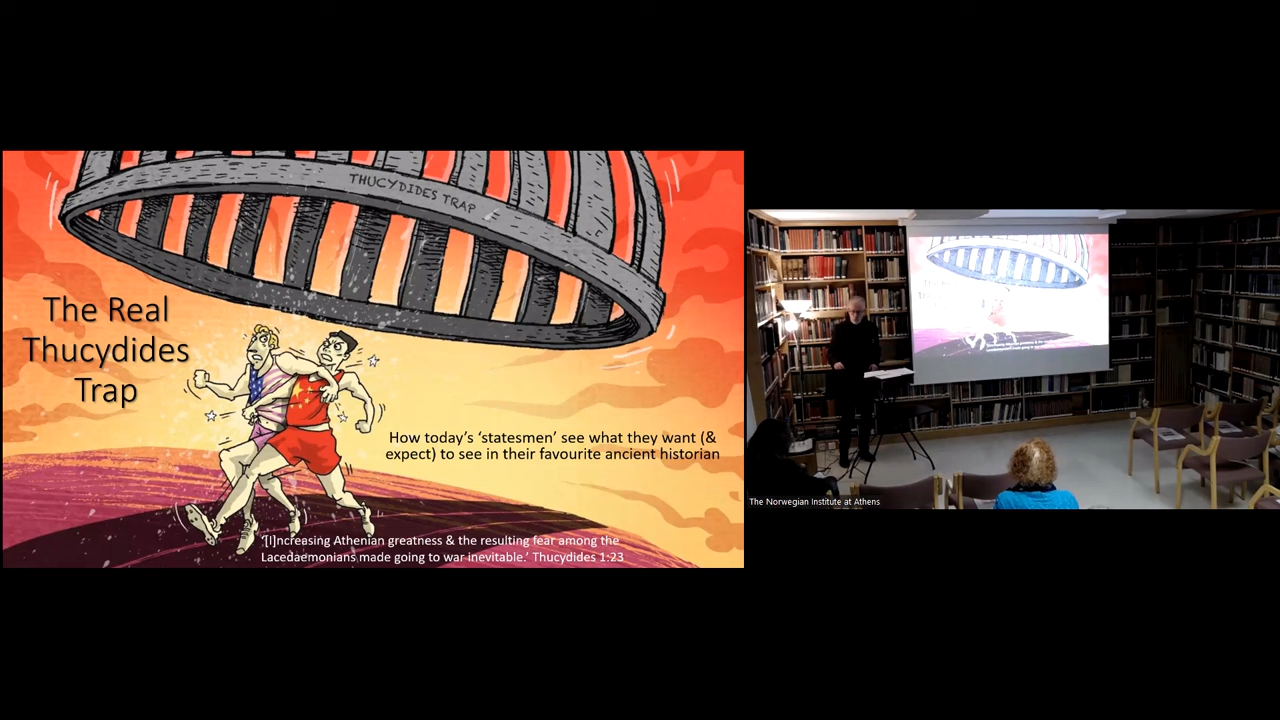 THUCYDIDES TRAP
The Real
Thucydides
Trap
How today's 'statesmen' see what they want (&
expect) to see in their favourite ancient historian
'[I]ncreasing Athenian greatness & the resulting fear among the
Lacedaemonians made going to war inevitable.' Thucydides 1:23
The Norwegian Institute at Athens